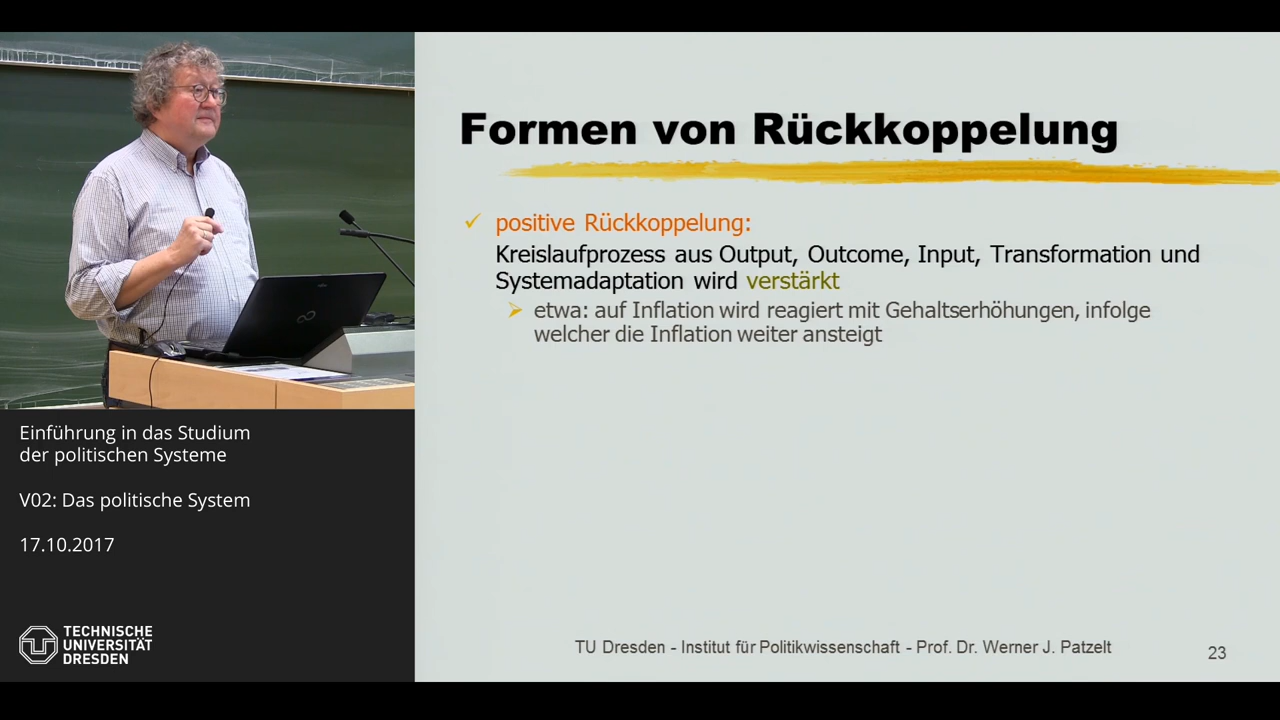 Formen von Rückkoppelung
positive Rückkoppelung:
Kreislaufprozess aus Output, Outcome, Input, Transformation und
Systemadaptation wird verstärkt
etwa: auf Inflation wird reagiert mit Gehaltserhöhungen, infolge
welcher die Inflation weiter ansteigt
Einführung in das Studium
der politischen Systeme
V02: Das politische System
17.10.2017
TECHNISCHE
UNIVERSITÄT
DRESDEN
TU Dresden - Institut für Politikwissenschaft - Prof. Dr. Werner J. Patzelt
23